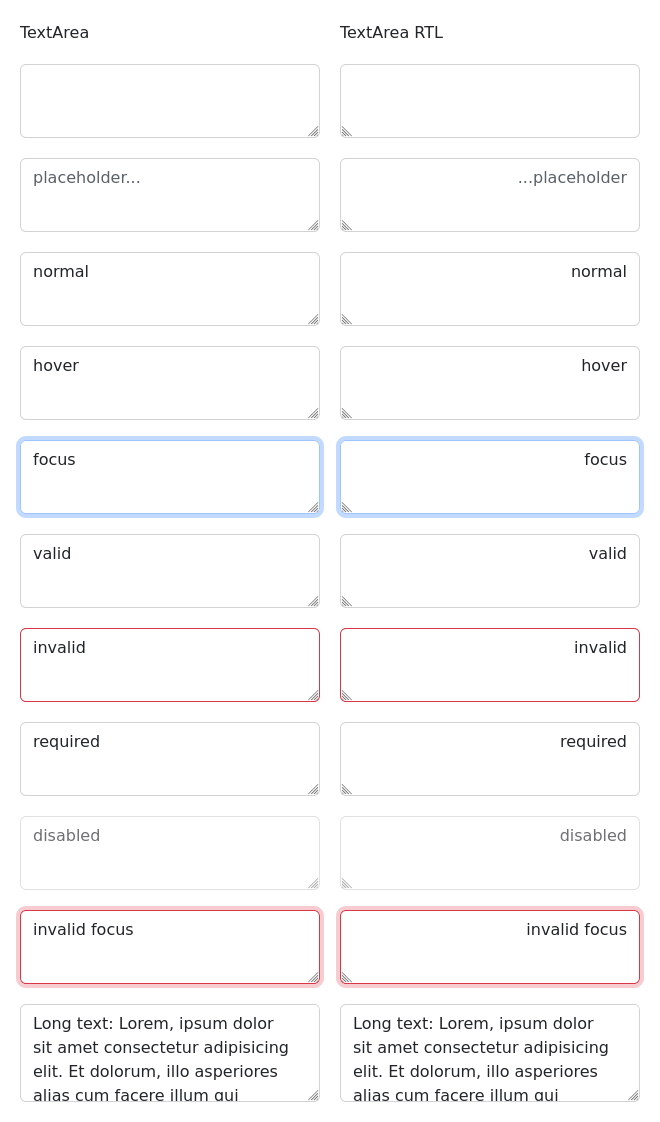 TextArea
TextArea RTL
placeholder...
...placeholder
normal
normal
hover
hover
focus
focus
valid
valid
invalid
invalid
required
required
disabled
disabled
invalid focus
invalid focus
Long text: Lorem, ipsum dolor
sit amet consectetur adipisicing
elit. Et dolorum, illo asperiores
alias cum facere illum qui
Long text: Lorem, ipsum dolor
sit amet consectetur adipisicing
elit. Et dolorum, illo asperiores
alias cum facere illum qui